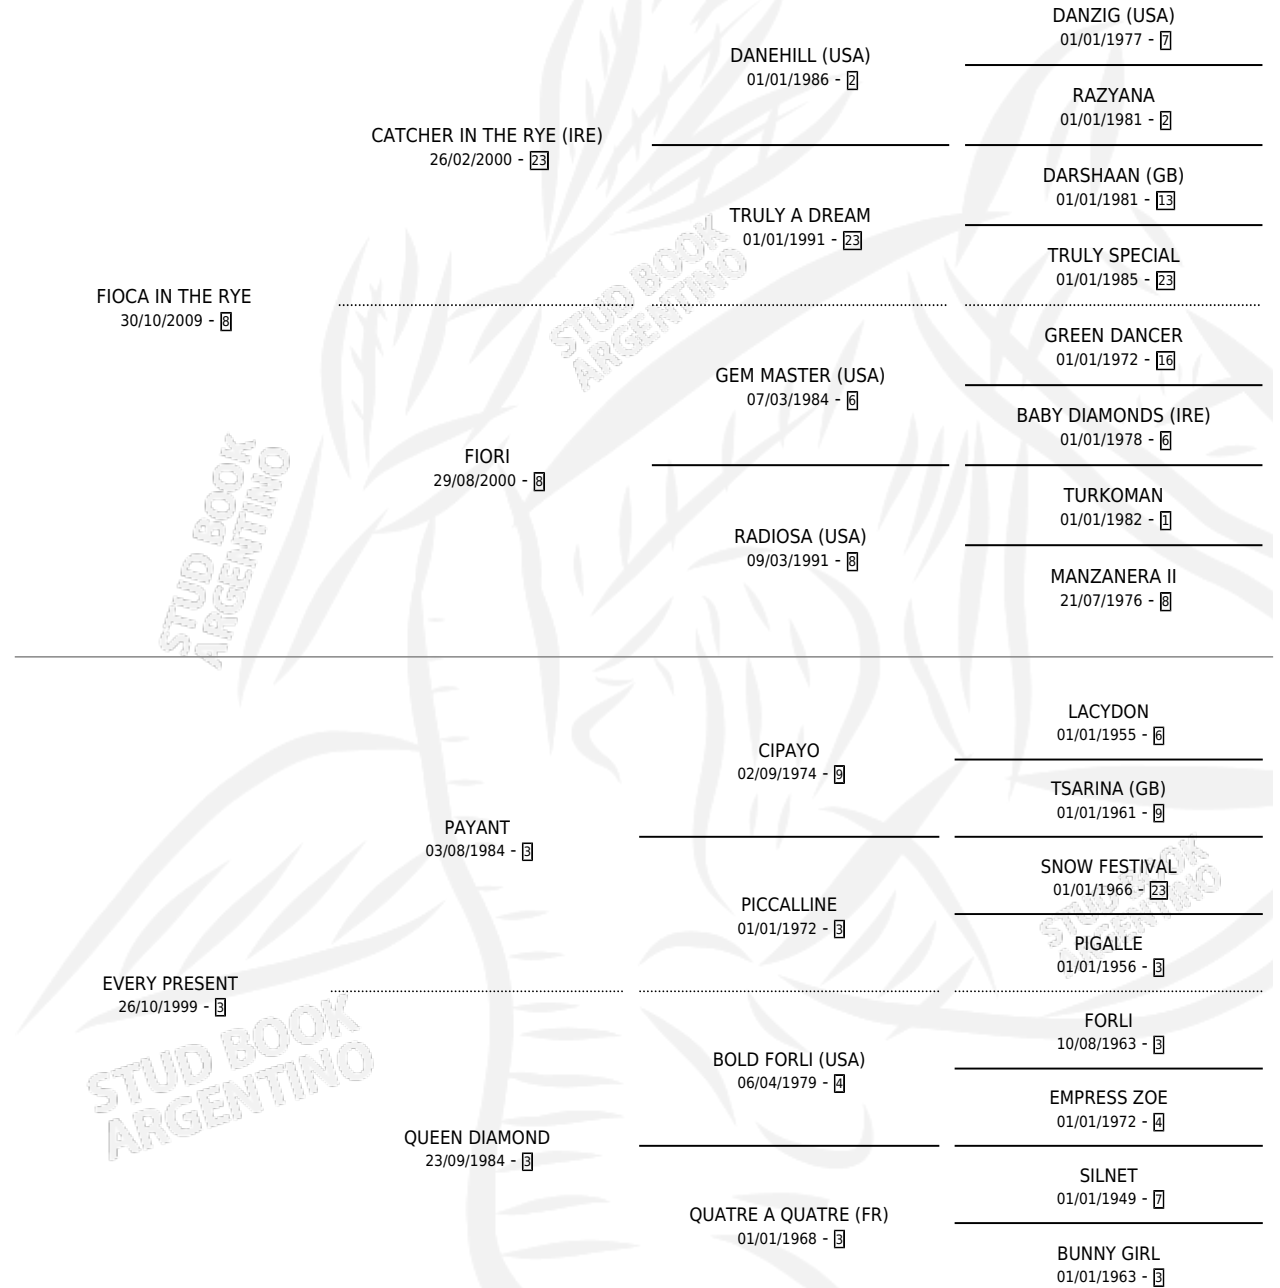 DANZIG (USA)
01/01/1977 - 7
DANEHILL (USA)
01/01/1986 - 2
RAZYANA
01/01/1981 - 2
CATCHER IN THE RYE (IRE)
26/02/2000 - 23
DARSHAAN (GB)
01/01/1981 - 13
TRULY A DREAM
01/01/1991 - 23
TRULY SPECIAL
01/01/1985 - 23
FIOCA IN THE RYE
30/10/2009 - 8
STUD BOOK
ARGENTINO
GREEN DANCER
01/01/1972 - 16
GEM MASTER (USA)
07/03/1984 - 6
BABY DIAMONDS (IRE)
01/01/1978 - 6
FIORI
29/08/2000 - 8
TURKOMAN
01/01/1982 - 1
RADIOSA (USA)
09/03/1991 - 8
MANZANERA II
21/07/1976 - 8
STUD BOOK
ARGENTINO
LACYDON
01/01/1955 - 6
CIPAYO
02/09/1974 - 9
TSARINA (GB)
01/01/1961 - 9
PAYANT
03/08/1984 - 3
SNOW FESTIVAL
01/01/1966 - 23
PICCALLINE
01/01/1972 - 3
PIGALLE
01/01/1956 - 3
STUD BOOK
ARGENTINO
EVERY PRESENT
26/10/1999 - 3
FORLI
10/08/1963 - 3
BOLD FORLI (USA)
06/04/1979 - 4
EMPRESS ZOE
01/01/1972 - 4
STUD BOOK
ARGENTINO
QUEEN DIAMOND
23/09/1984 - 3
SILNET
01/01/1949 - 7
QUATRE A QUATRE (FR)
01/01/1968 - 3
BUNNY GIRL
01/01/1963 - 3